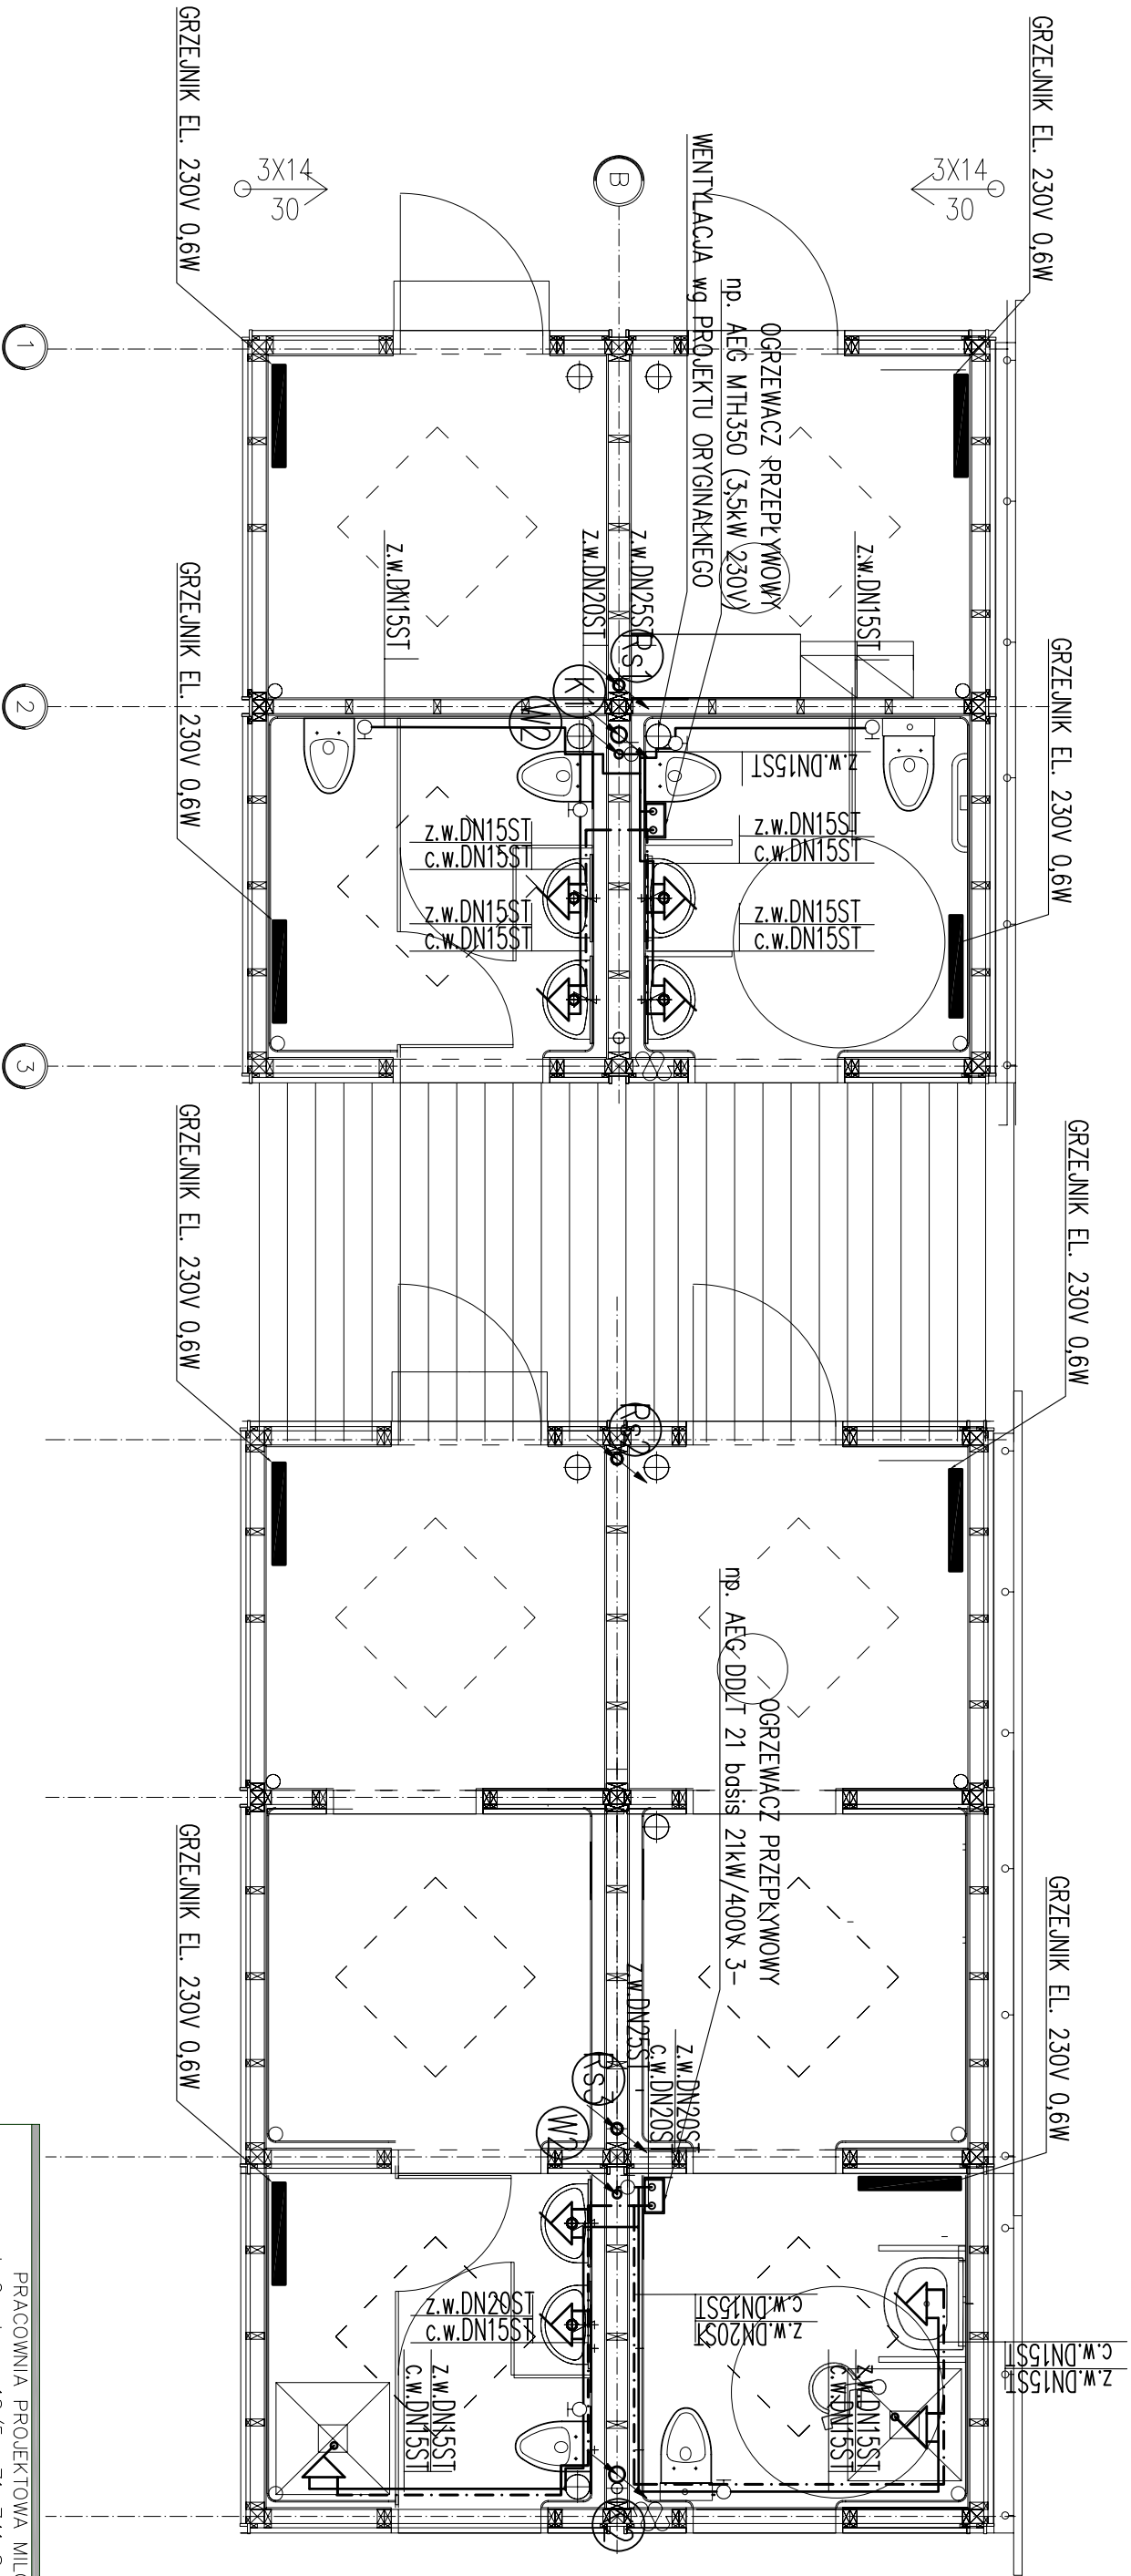 GRZEJNIK EL. 230V 0,6W
GRZEJNIK EL. 230V 0,6W
GRZEJNIK EL. 230V 0,6W
GRZEJNIK EL. 230V 0,6W
3X14
30
B
3X14
30
WENTYLACJA wg PROJEKTU ORYGINALNEGO
OGRZEWACZ PRZEPŁYWOWY
np. AEG MTH350 (3,5kW 230V)
z.w.DN15ST
z.w.DN25ST
z.w.DN20ST
z.w.DN15ST
Rs1
K1
W2
z.w.DN15ST
z.w.DN15ST
c.w.DN15ST
z.w.DN15ST
c.w.DN15ST
z.w.DN15ST
c.w.DN15ST
z.w.DN15ST
c.w.DN15ST
GRZEJNIK EL. 230V 0,6W
GRZEJNIK EL. 230V 0,6W
1
2
3
GRZEJNIK EL. 230V 0,6W
GRZEJNIK EL. 230V 0,6W
Rs2
OGRZEWACZ PRZEPŁYWOWY
np. AEG DDLT 21 basis 21kW/400V 3-
z.w.DN20ST
c.w.DN20S
z.w.DN25ST
Rs3
W2
z.w.DN20ST
c.w.DN15ST
z.w.DN15ST
c.w.DN15ST
z.w.DN15ST
c.w.DN15ST
z.w.DN20ST
c.w.DN15ST
z.w.DN15ST
c.w.DN15ST
PRACOWNIA PROJEKTOWA